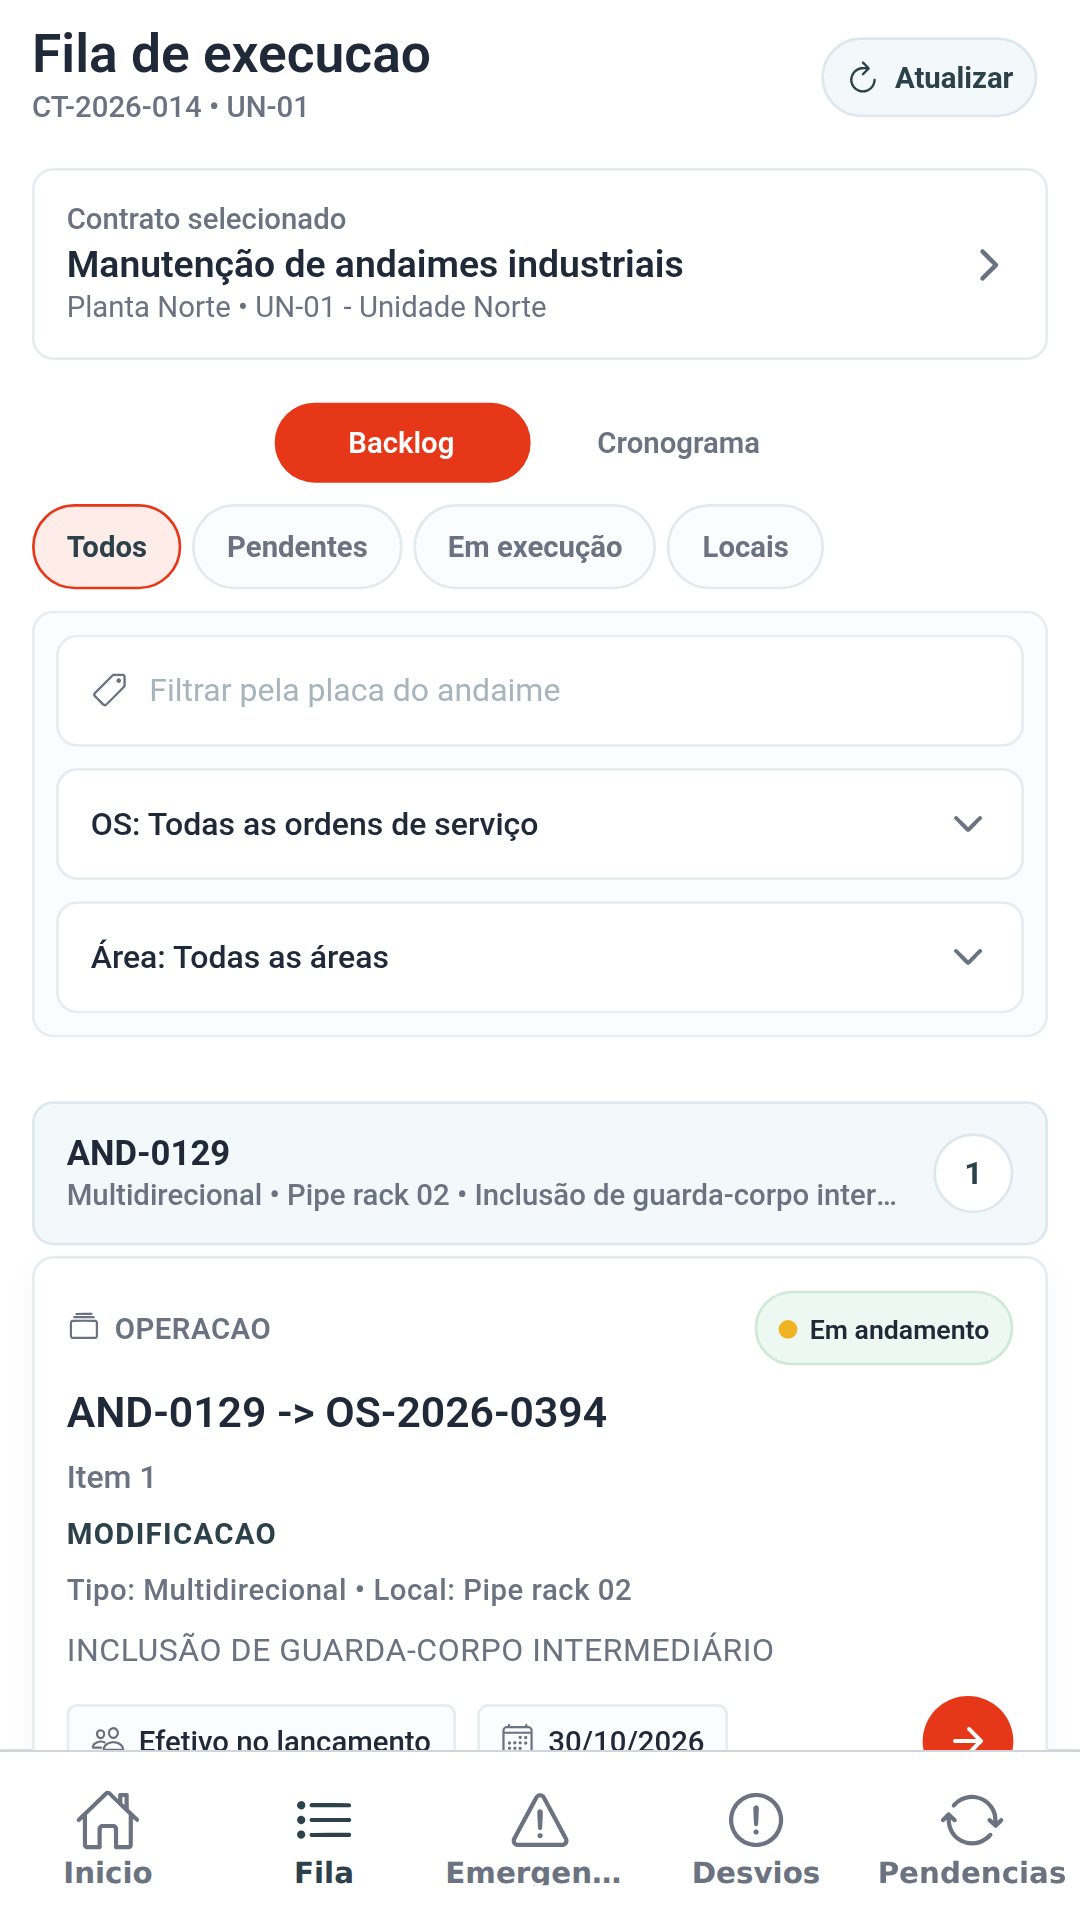 Fila de execucao
CT-2026-014 • UN-01
Atualizar
Contrato selecionado
Manutenção de andaimes industriais
Planta Norte • UN-01 - Unidade Norte
Backlog
Cronograma
Todos
Pendentes
Em execução
Locais
Filtrar pela placa do andaime
OS: Todas as ordens de serviço
Área: Todas as áreas
AND-0129
Multidirecional • Pipe rack 02 • Inclusão de guarda-corpo inter...
1
OPERACAO
Em andamento
AND-0129 -> OS-2026-0394
Item 1
MODIFICACAO
Tipo: Multidirecional • Local: Pipe rack 02
INCLUSÃO DE GUARDA-CORPO INTERMEDIÁRIO
Efetivo no lancamento
30/10/2026
Inicio
Fila
Emergen...
Desvios
Pendencias